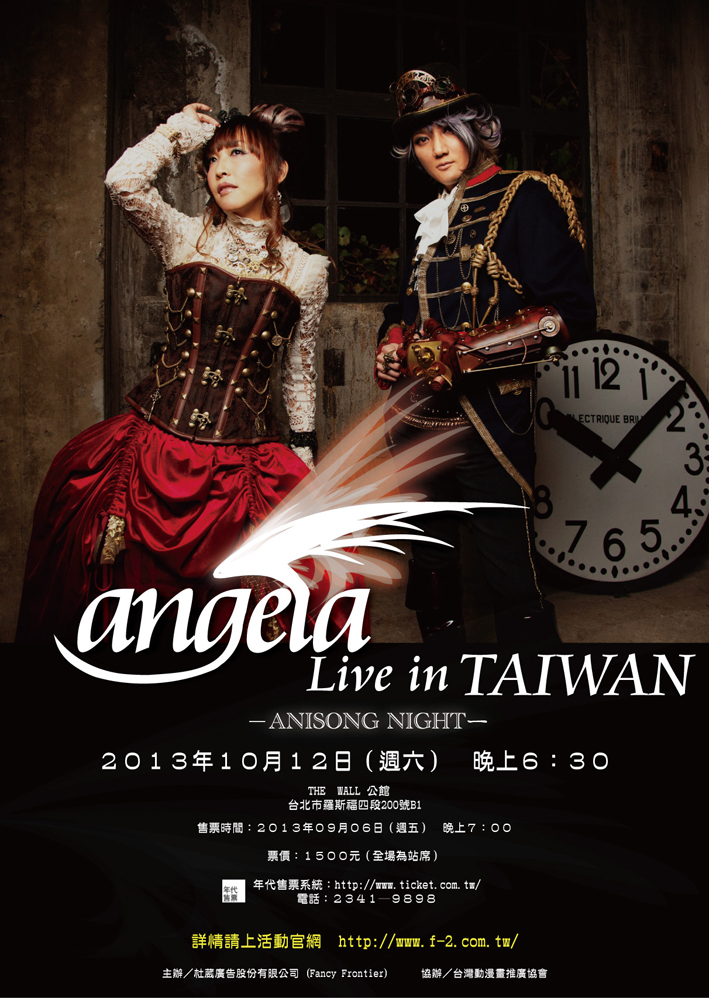 11 12 1
10 ELECTRIQUE BRIL 2
3
8 4
7 6 5
angela
Live in TAIWAN
—ANISONG NIGHT—
2013年10月12日(週六) 晚上6:30
THE WALL 公館
台北市羅斯福四段200號B1
售票時間:2013年09月06日(週五) 晚上7:00
票價:1500元(全場為站席)
年代售票 年代售票系統:http://www.ticket.com.tw/
電話:2341—9898
詳情請上活動官網 http://www.f-2.com.tw/
主辦/社蔵廣告股份有限公司 (Fancy Frontier) 協辦/台灣動漫畫推廣協會